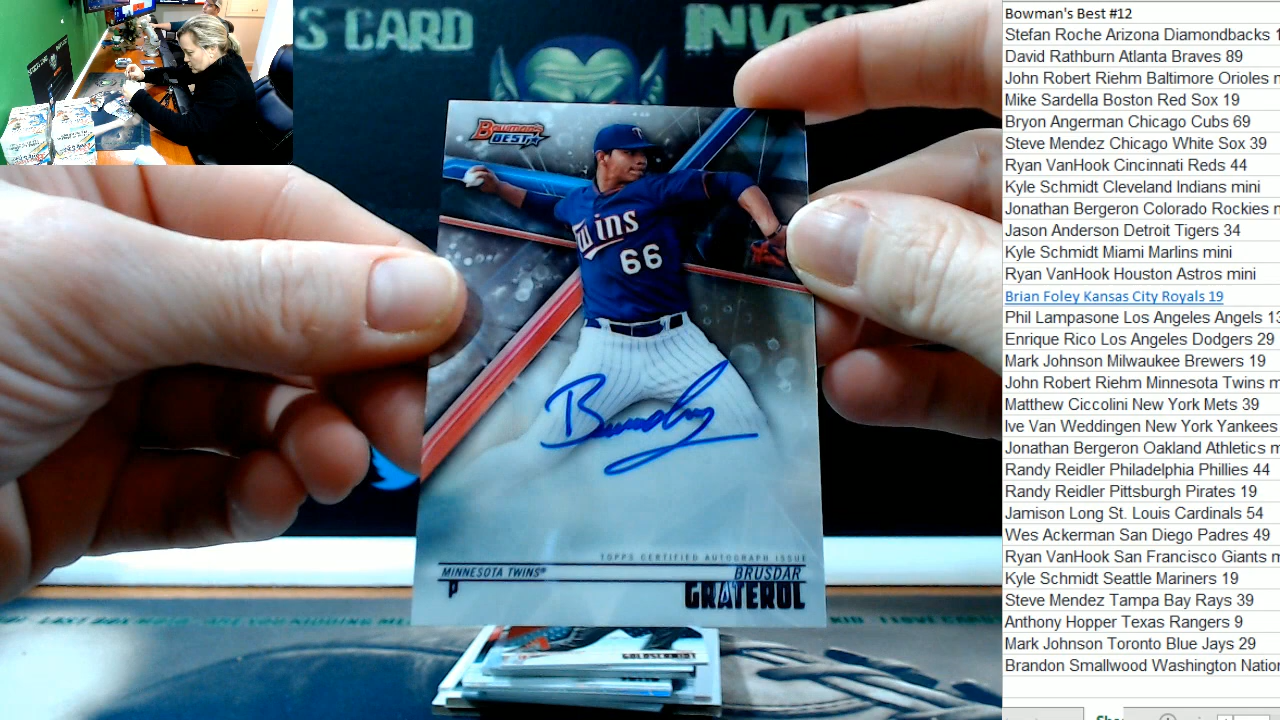 S CARD INVES
BOWMAN'S
BEST
Twins
66
TOPPS CERTIFIED AUTOGRAPH ISSUE
MINNESOTA TWINS® BRUSDAR
P GRATEROL
GOLDSCHMIDT
Bowman's Best #12
Stefan Roche Arizona Diamondbacks 1
David Rathburn Atlanta Braves 89
John Robert Riehm Baltimore Orioles m
Mike Sardella Boston Red Sox 19
Bryon Angerman Chicago Cubs 69
Steve Mendez Chicago White Sox 39
Ryan VanHook Cincinnati Reds 44
Kyle Schmidt Cleveland Indians mini
Jonathan Bergeron Colorado Rockies m
Jason Anderson Detroit Tigers 34
Kyle Schmidt Miami Marlins mini
Ryan VanHook Houston Astros mini
Brian Foley Kansas City Royals 19
Phil Lampasone Los Angeles Angels 13
Enrique Rico Los Angeles Dodgers 29
Mark Johnson Milwaukee Brewers 19
John Robert Riehm Minnesota Twins m
Matthew Ciccolini New York Mets 39
Ive Van Weddingen New York Yankees
Jonathan Bergeron Oakland Athletics m
Randy Reidler Philadelphia Phillies 44
Randy Reidler Pittsburgh Pirates 19
Jamison Long St. Louis Cardinals 54
Wes Ackerman San Diego Padres 49
Ryan VanHook San Francisco Giants m
Kyle Schmidt Seattle Mariners 19
Steve Mendez Tampa Bay Rays 39
Anthony Hopper Texas Rangers 9
Mark Johnson Toronto Blue Jays 29
Brandon Smallwood Washington Nation